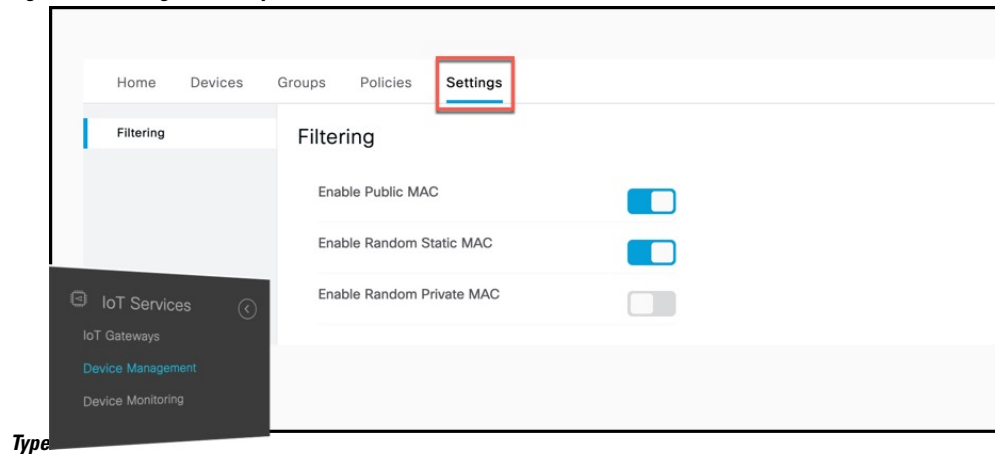 Home Devices Groups Policies Settings
Filtering
Filtering
Enable Public MAC
Enable Random Static MAC
Enable Random Private MAC
IoT Services
IoT Gateways
Device Management
Device Monitoring
Type